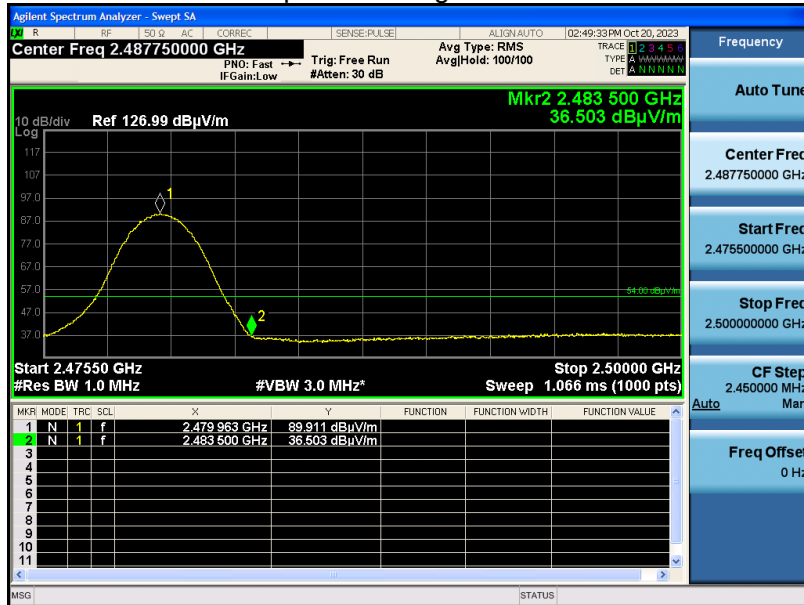 Agilent Spectrum Analyzer - Swept SA
LXI R RF 50 Ω AC CORREC SENSE:PULSE ALIGN AUTO 02:49:33 PM Oct 20, 2023
Center Freq 2.487750000 GHz
PNO: Fast
IFGain:Low
Trig: Free Run
#Atten: 30 dB
Avg Type: RMS
Avg|Hold: 100/100
TRACE 1 2 3 4 5 6
TYPE A WWWWW
DET A N N N N N
Frequency
Auto Tune
Center Freq
2.487750000 GHz
Start Freq
2.475500000 GHz
Stop Freq
2.500000000 GHz
CF Step
2.450000 MHz
Auto Man
Freq Offset
0 Hz
Mkr2 2.483 500 GHz
36.503 dBµV/m
10 dB/div Ref 126.99 dBµV/m
Log
117
107
97.0
87.0
77.0
67.0
57.0
47.0
37.0
1
2
54.00 dBµV/m
Start 2.47550 GHz Stop 2.50000 GHz
#Res BW 1.0 MHz #VBW 3.0 MHz* Sweep 1.066 ms (1000 pts)
MKR MODE TRC SCL X Y FUNCTION FUNCTION WIDTH FUNCTION VALUE
1 N 1 f 2.479 963 GHz 89.911 dBµV/m
2 N 1 f 2.483 500 GHz 36.503 dBµV/m
3
4
5
6
7
8
9
10
11
MSG STATUS